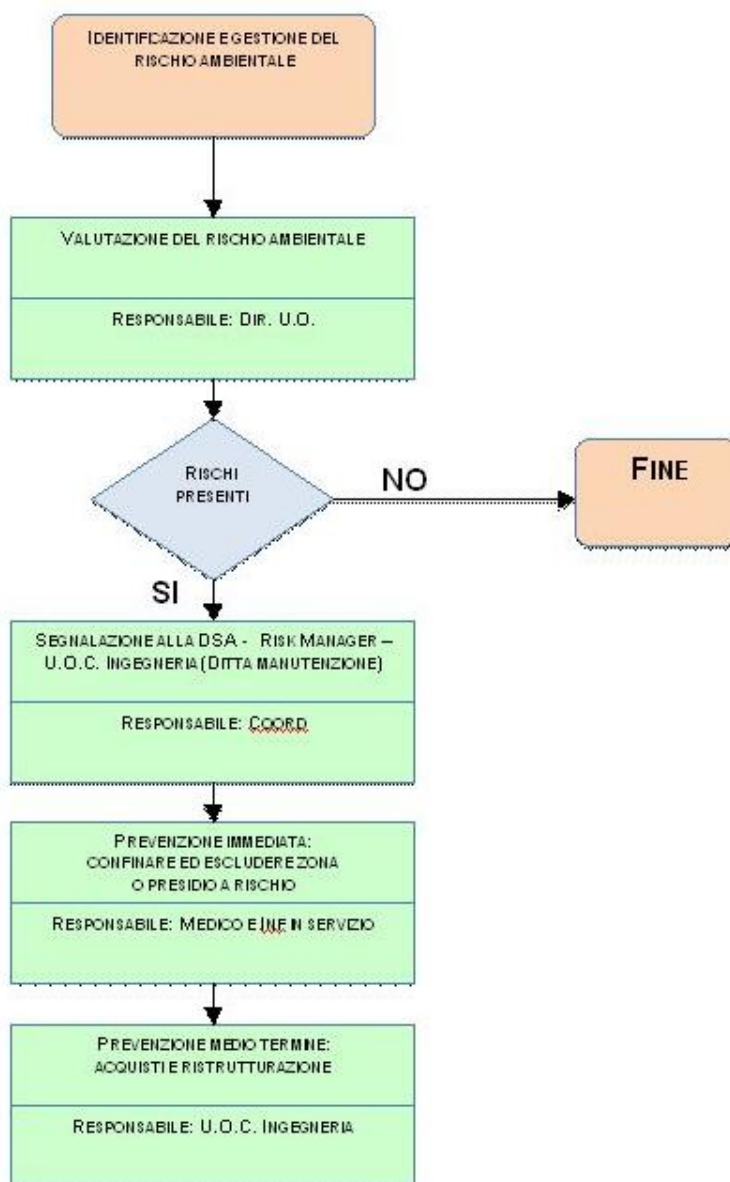 IDENTIFICAZIONE E GESTIONE DEL
RISCHIO AMBIENTALE
VALUTAZIONE DEL RISCHIO AMBIENTALE
RESPONSABILE: DIR. U.O.
RISCHI
PRESENTI
NO
FINE
SI
SEGNALAZIONE ALLA DSA - RISK MANAGER –
U.O.C. INGEGNERIA (DITTA MANUTENZIONE)
RESPONSABILE: COORD
PREVENZIONE IMMEDIATA:
CONFINARE ED ESCLUDERE ZONA
O PRESIDIO A RISCHIO
RESPONSABILE: MEDICO E INF IN SERVIZIO
PREVENZIONE MEDIO TERMINE:
ACQUISTI E RISTRUTTURAZIONE
RESPONSABILE: U.O.C. INGEGNERIA